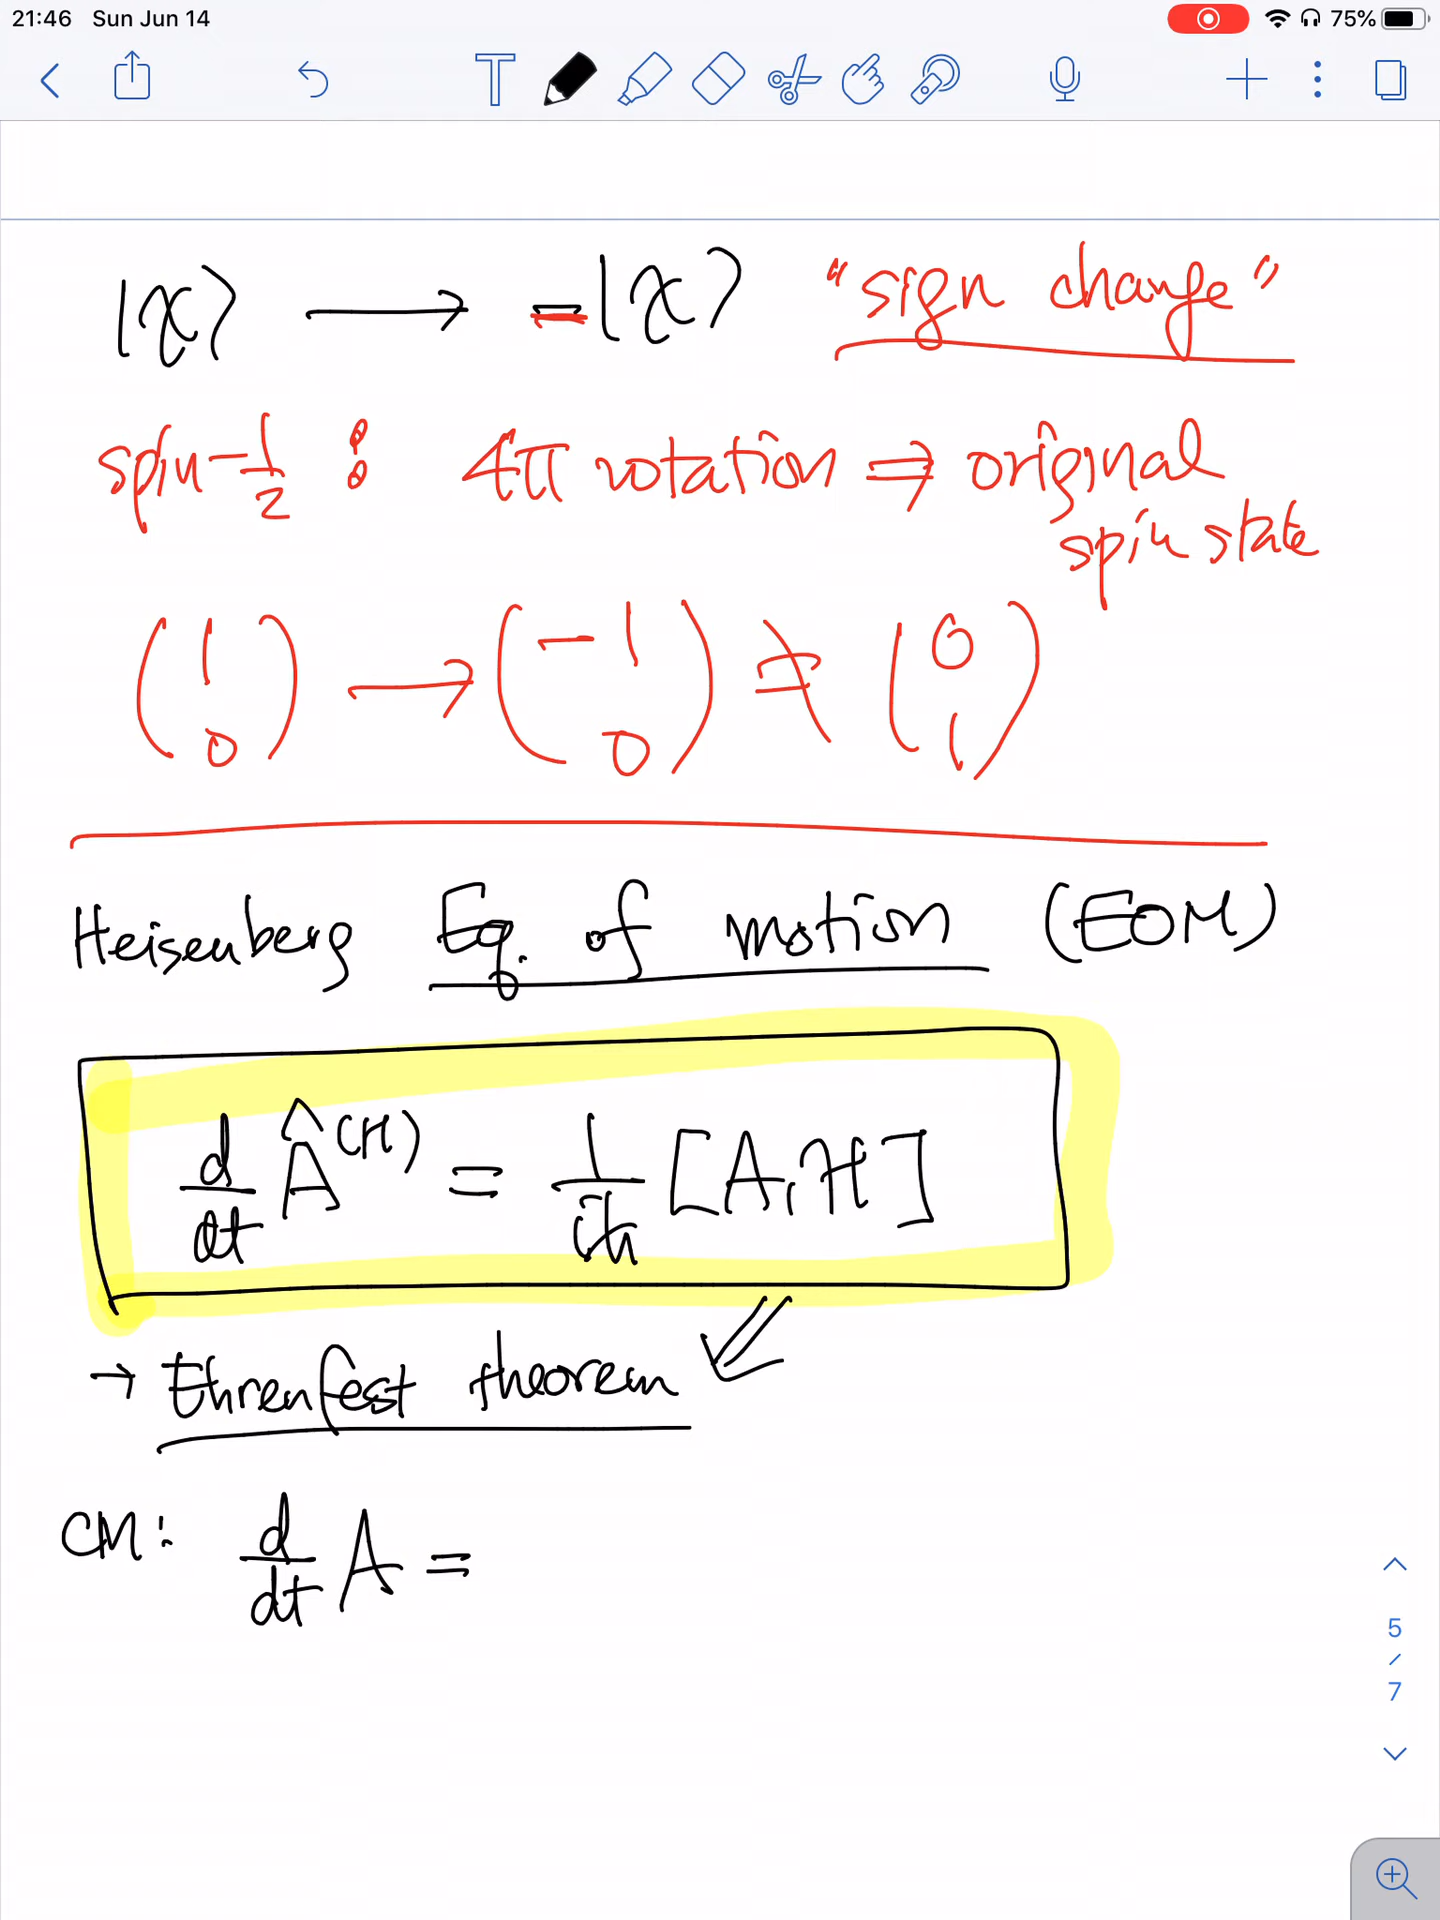 21:46 Sun Jun 14 75%
|χ⟩ ⟶ −|χ⟩ "sign change"
spin-1/2 : 4π rotation ⇒ original
spin state
(1 0) → (-1 0) ≠ (0 1)
Heisenberg Eq. of motion (EOM)
d/dt Â^(H) = 1/iħ [A, H]
→ Ehrenfest theorem
CM: d/dt A =
5
/
7